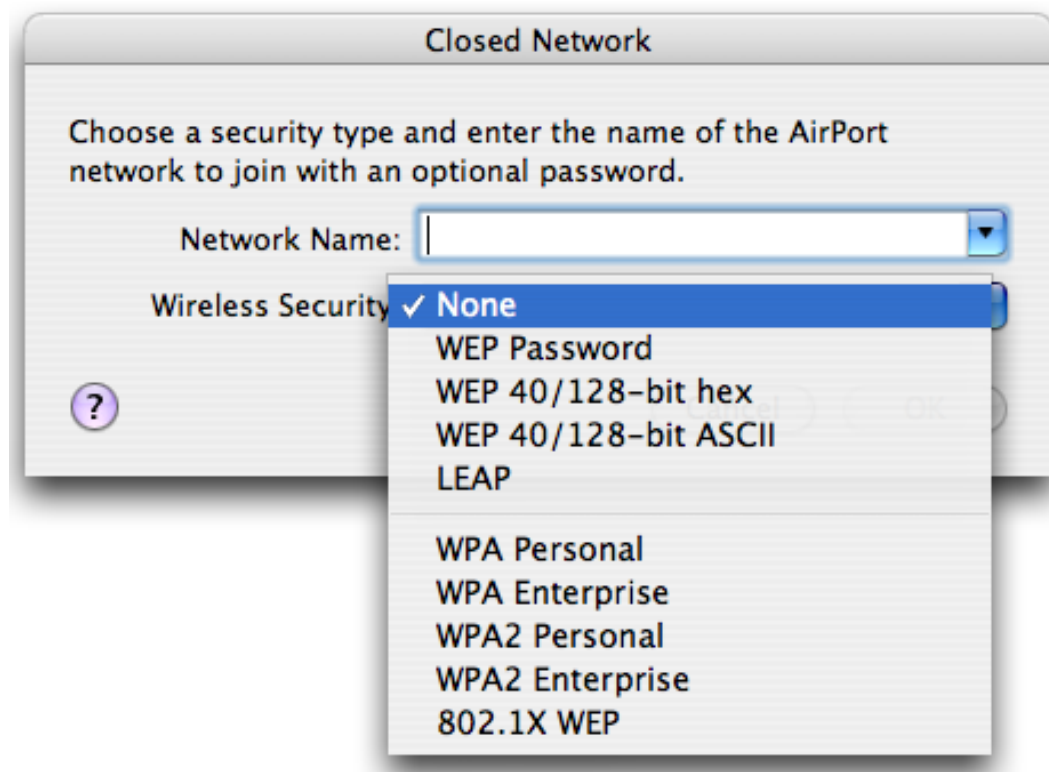 Closed Network
Choose a security type and enter the name of the AirPort
network to join with an optional password.
Network Name:
Wireless Security
✓ None
WEP Password
WEP 40/128-bit hex
WEP 40/128-bit ASCII
LEAP
WPA Personal
WPA Enterprise
WPA2 Personal
WPA2 Enterprise
802.1X WEP
? Cancel OK